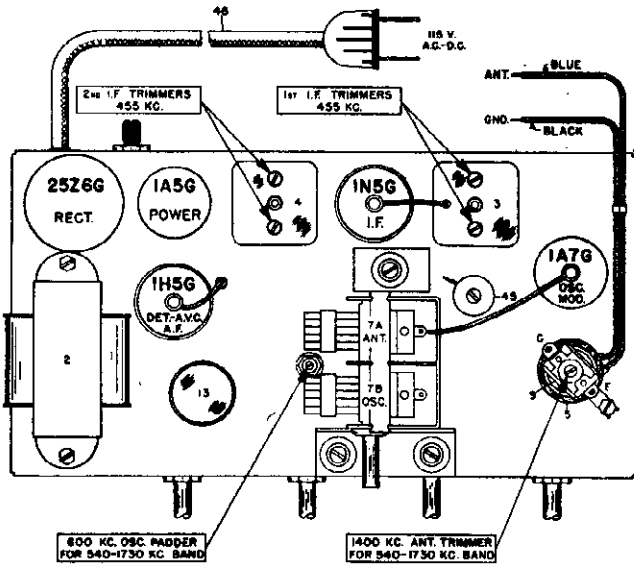 46
115 V.
A.C.-D.C.
2ND I.F. TRIMMERS
455 KC.
1ST I.F. TRIMMERS
455 KC.
ANT.
BLUE
GND.
BLACK
25Z6G
RECT.
1A5G
POWER
4
1N5G
I.F.
3
1A7G
OSC.
MOD.
1H5G
DET.-A.V.C.
A.F.
45
7A
ANT.
7B
OSC.
2
13
G
F
5
600 KC. OSC. PADDER
FOR 540-1730 KC. BAND
1400 KC. ANT. TRIMMER
FOR 540-1730 KC. BAND